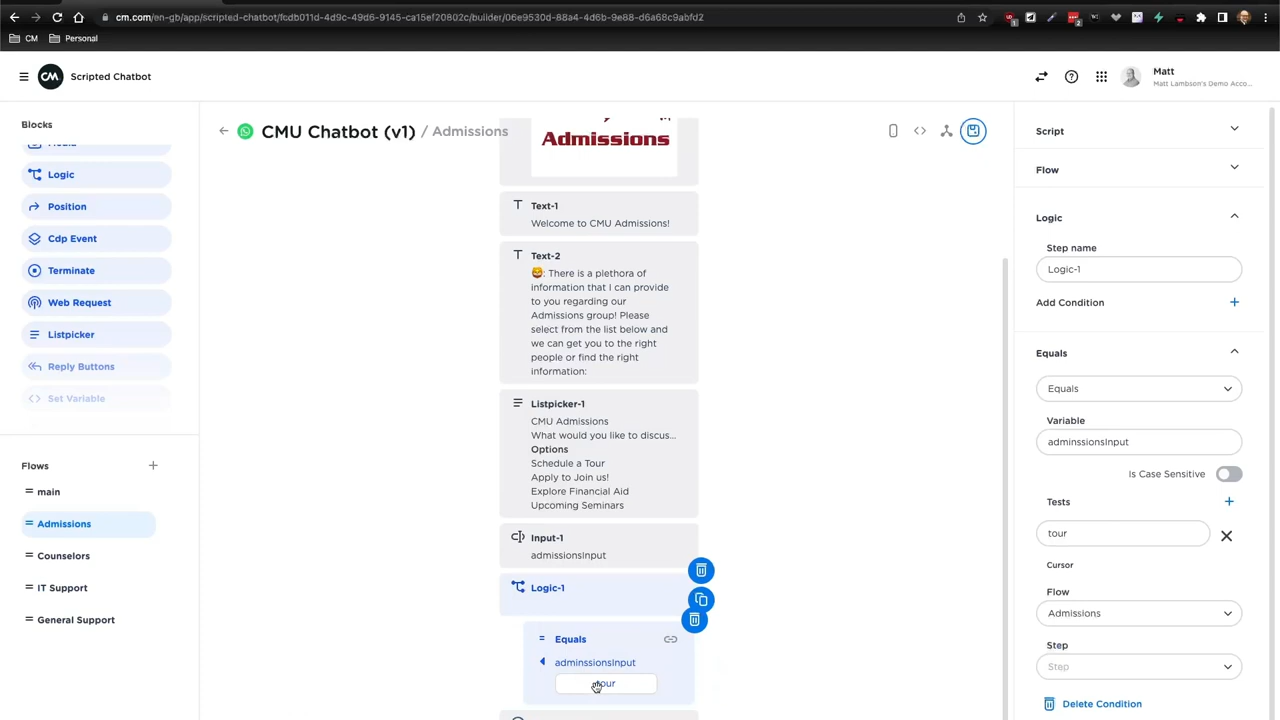 cm.com/en-gb/app/scripted-chatbot/fcdb011d-4d9c-49d6-9145-ca15ef20802c/builder/06e9530d-88a4-4d6b-9e88-d6a68c9abfd2
CM
Personal
CM
Scripted Chatbot
Matt
Matt Lambson's Demo Acco...
Blocks
Media
Logic
Position
Cdp Event
Terminate
Web Request
Listpicker
Reply Buttons
Set Variable
Flows
main
Admissions
Counselors
IT Support
General Support
CMU Chatbot (v1) / Admissions
Admissions
Text-1
Welcome to CMU Admissions!
Text-2
: There is a plethora of
information that I can provide
to you regarding our
Admissions group! Please
select from the list below and
we can get you to the right
people or find the right
information:
Listpicker-1
CMU Admissions
What would you like to discus...
Options
Schedule a Tour
Apply to Join us!
Explore Financial Aid
Upcoming Seminars
Input-1
admissionsInput
Logic-1
Equals
adminssionsInput
tour
Script
Flow
Logic
Step name
Logic-1
Add Condition
Equals
Equals
Variable
adminssionsInput
Is Case Sensitive
Tests
tour
Cursor
Flow
Admissions
Step
Step
Delete Condition